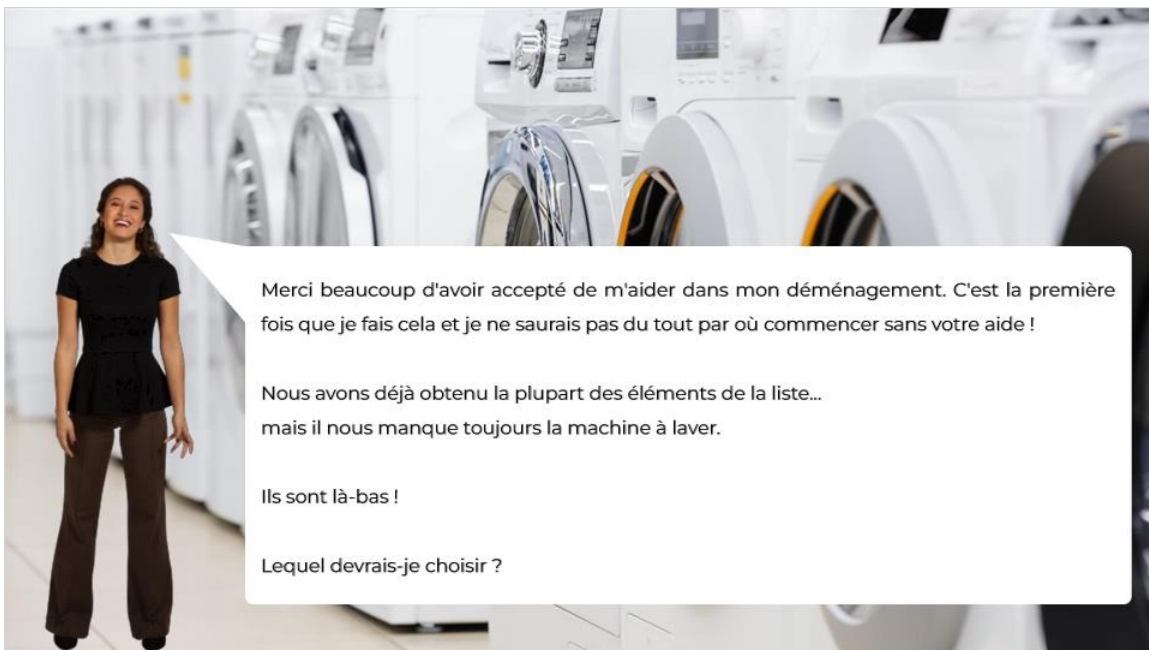 Merci beaucoup d'avoir accepté de m'aider dans mon déménagement. C'est la première
fois que je fais cela et je ne saurais pas du tout par où commencer sans votre aide !
Nous avons déjà obtenu la plupart des éléments de la liste...
mais il nous manque toujours la machine à laver.
Ils sont là-bas !
Lequel devrais-je choisir ?